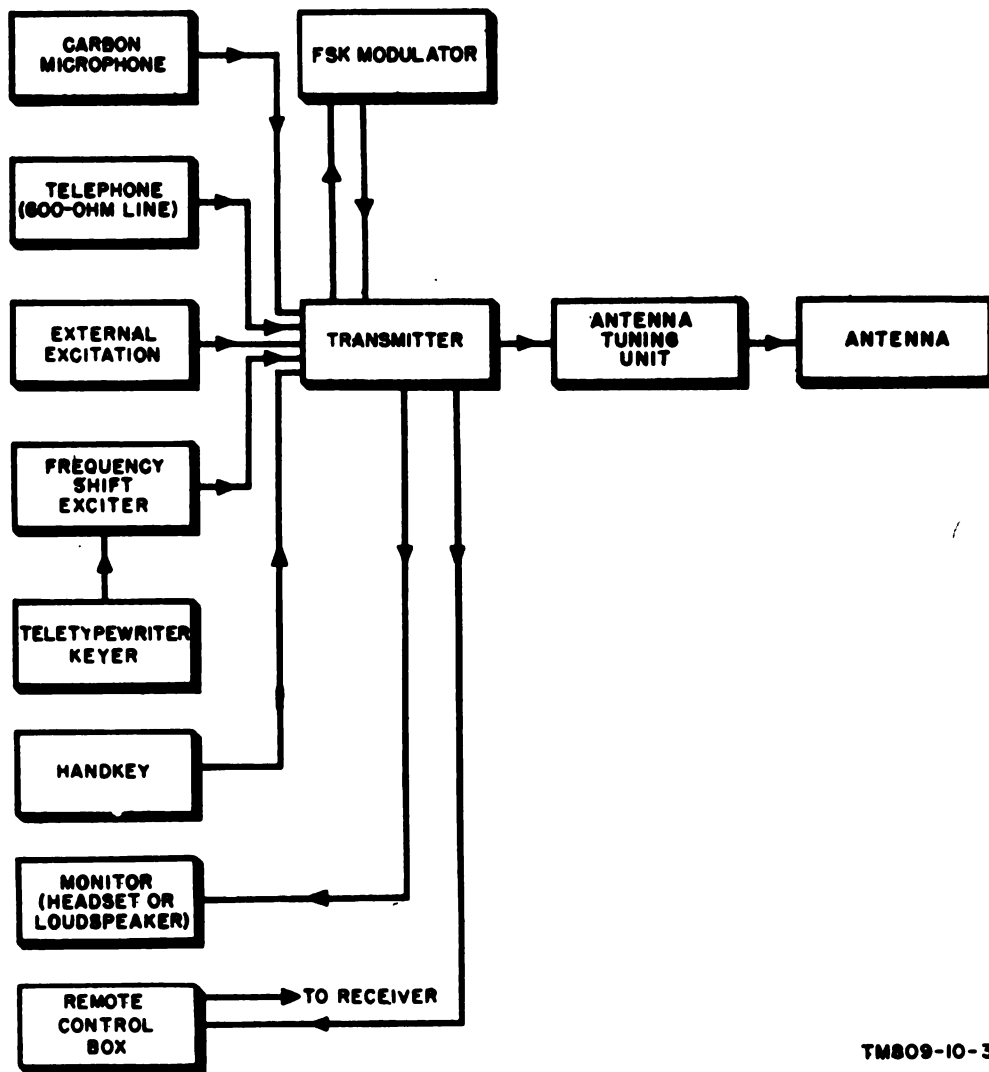 CARBON
MICROPHONE
FSK MODULATOR
TELEPHONE
(600-OHM LINE)
EXTERNAL
EXCITATION
TRANSMITTER
ANTENNA
TUNING
UNIT
ANTENNA
FREQUENCY
SHIFT
EXCITER
TELETYPEWRITER
KEYER
HANDKEY
MONITOR
(HEADSET OR
LOUDSPEAKER)
REMOTE
CONTROL
BOX
TO RECEIVER
TM809-10-3